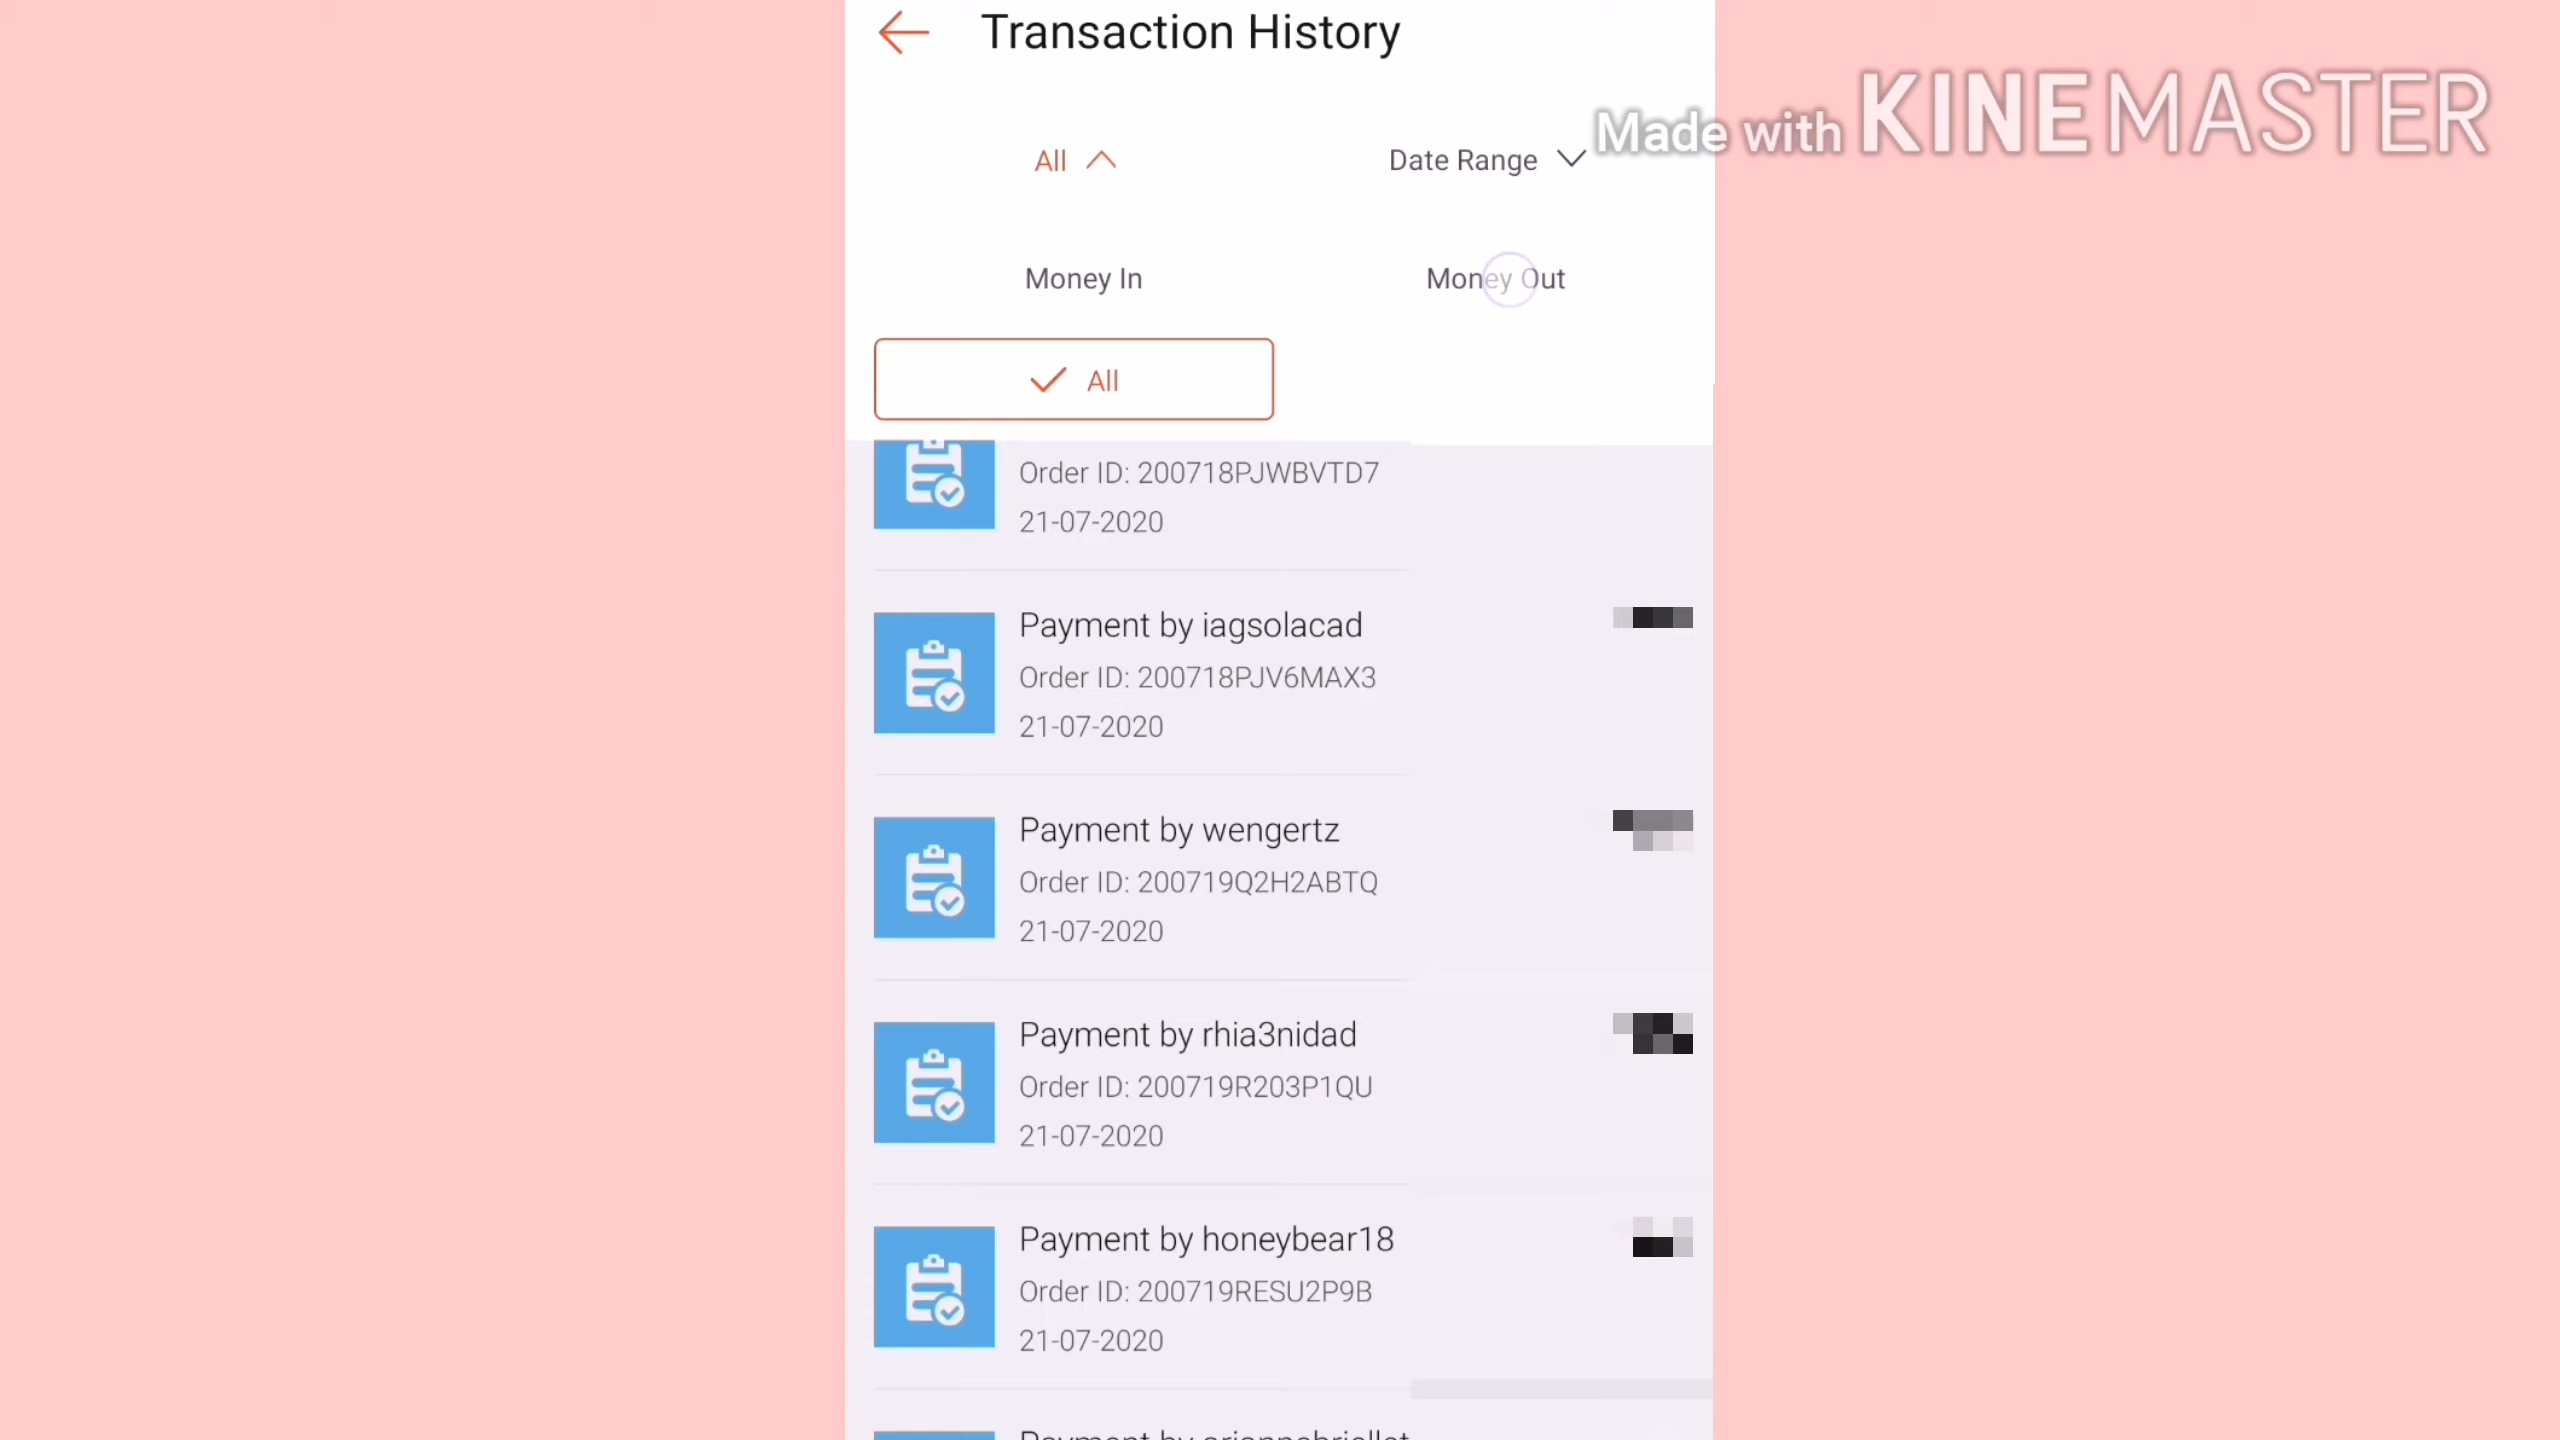 Transaction History
Made with KINEMASTER
All
Date Range
Money In
Money Out
All
Order ID: 200718PJWBVTD7
21-07-2020
Payment by iagsolacad
Order ID: 200718PJV6MAX3
21-07-2020
Payment by wengertz
Order ID: 200719Q2H2ABTQ
21-07-2020
Payment by rhia3nidad
Order ID: 200719R203P1QU
21-07-2020
Payment by honeybear18
Order ID: 200719RESU2P9B
21-07-2020
Payment by